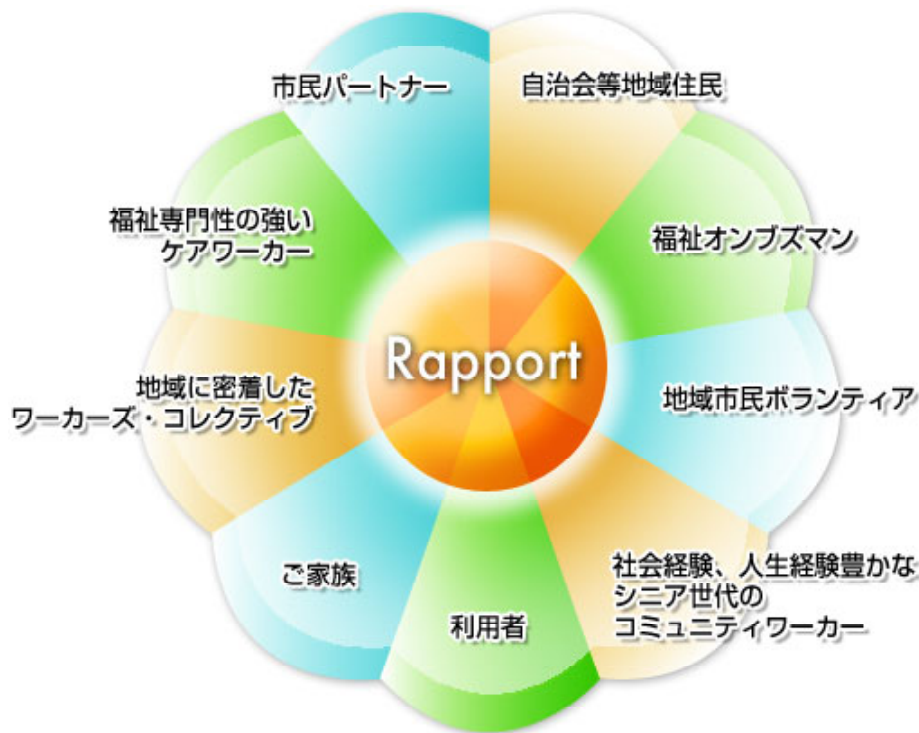 市民パートナー
自治会等地域住民
福祉専門性の強い
ケアワーカー
福祉オンブズマン
Rapport
地域に密着した
ワーカーズ・コレクティブ
地域市民ボランティア
ご家族
利用者
社会経験、人生経験豊かな
シニア世代の
コミュニティワーカー